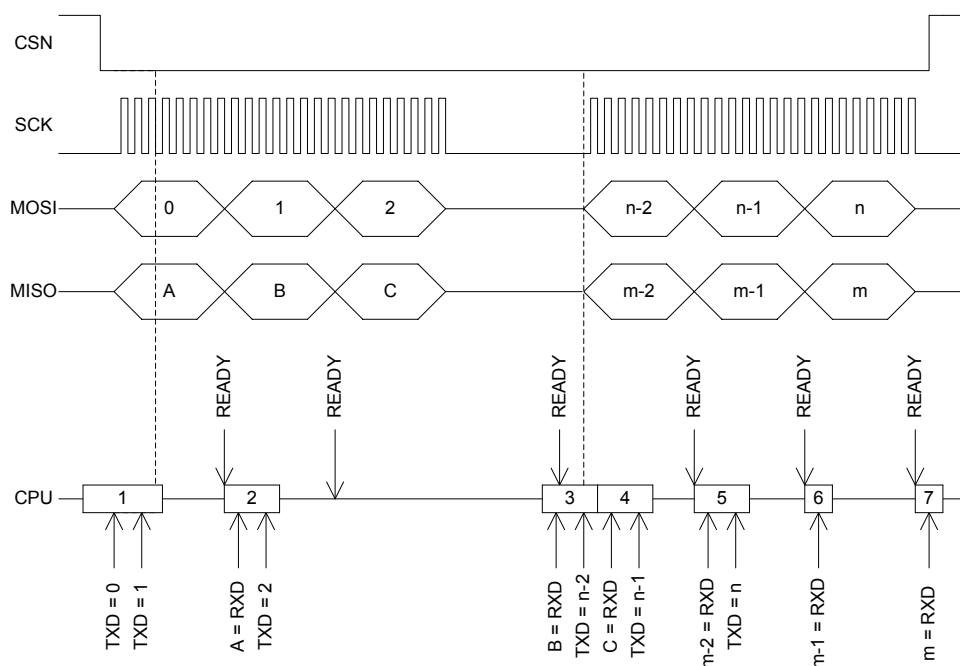 CSN
SCK
MOSI
0
1
2
n-2
n-1
n
MISO
A
B
C
m-2
m-1
m
READY
READY
READY
READY
READY
READY
CPU
1
2
3
4
5
6
7
TXD = 0
TXD = 1
A = RXD
TXD = 2
B = RXD
TXD = n-2
C = RXD
TXD = n-1
m-2 = RXD
TXD = n
m-1 = RXD
m = RXD